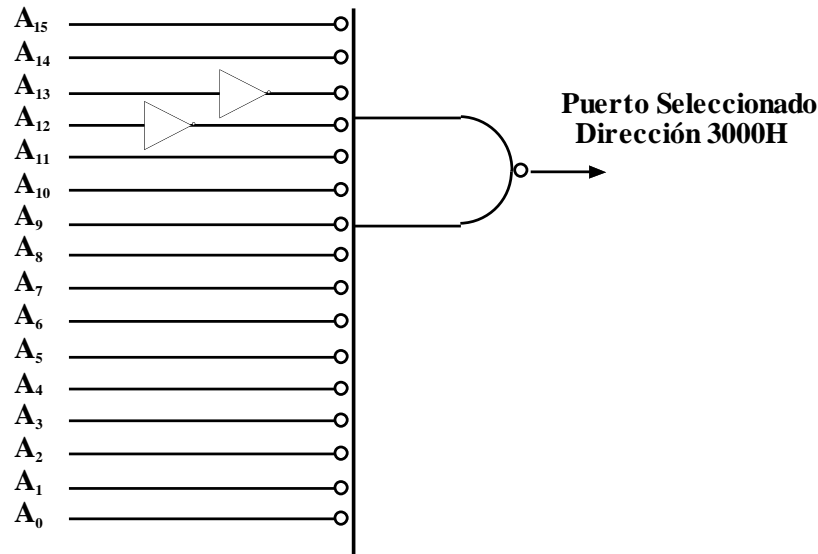 A15
A14
A13
A12
A11
A10
A9
A8
A7
A6
A5
A4
A3
A2
A1
A0
Puerto Seleccionado
Dirección 3000H